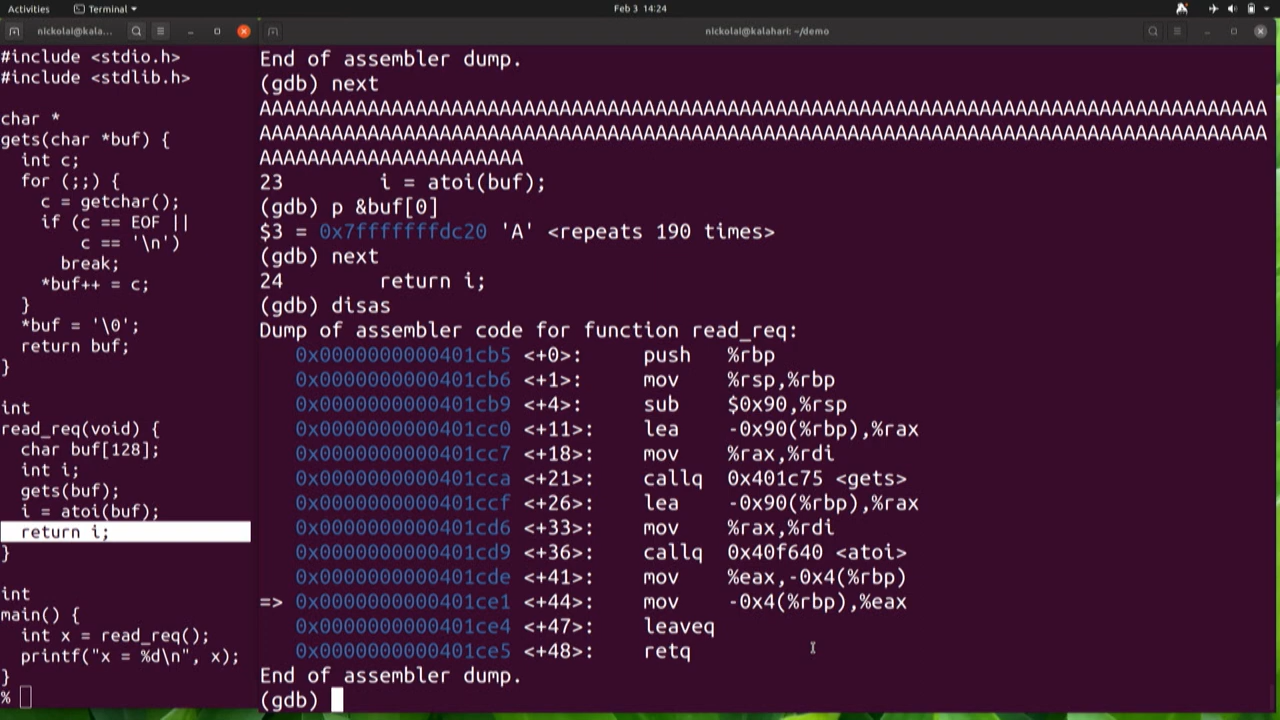 Activities
Terminal
Feb 3 14:24
nickolai@kala...
nickolai@kalahari: ~/demo
#include <stdio.h>
#include <stdlib.h>
char *
gets(char *buf) {
int c;
for (;;) {
c = getchar();
if (c == EOF ||
c == '\n')
break;
*buf++ = c;
}
*buf = '\0';
return buf;
}
int
read_req(void) {
char buf[128];
int i;
gets(buf);
i = atoi(buf);
return i;
}
int
main() {
int x = read_req();
printf("x = %d\n", x);
}
%
End of assembler dump.
(gdb) next
AAAAAAAAAAAAAAAAAAAAAAAAAAAAAAAAAAAAAAAAAAAAAAAAAAAAAAAAAAAAAAAAAAAAAAAAAAAAAAAAAAAA
AAAAAAAAAAAAAAAAAAAAAAAAAAAAAAAAAAAAAAAAAAAAAAAAAAAAAAAAAAAAAAAAAAAAAAAAAAAAAAAAAAAA
AAAAAAAAAAAAAAAAAAAAAA
23 i = atoi(buf);
(gdb) p &buf[0]
$3 = 0x7fffffffdc20 'A' <repeats 190 times>
(gdb) next
24 return i;
(gdb) disas
Dump of assembler code for function read_req:
0x0000000000401cb5 <+0>: push %rbp
0x0000000000401cb6 <+1>: mov %rsp,%rbp
0x0000000000401cb9 <+4>: sub $0x90,%rsp
0x0000000000401cc0 <+11>: lea -0x90(%rbp),%rax
0x0000000000401cc7 <+18>: mov %rax,%rdi
0x0000000000401cca <+21>: callq 0x401c75 <gets>
0x0000000000401ccf <+26>: lea -0x90(%rbp),%rax
0x0000000000401cd6 <+33>: mov %rax,%rdi
0x0000000000401cd9 <+36>: callq 0x40f640 <atoi>
0x0000000000401cde <+41>: mov %eax,-0x4(%rbp)
=> 0x0000000000401ce1 <+44>: mov -0x4(%rbp),%eax
0x0000000000401ce4 <+47>: leaveq
0x0000000000401ce5 <+48>: retq
End of assembler dump.
(gdb)